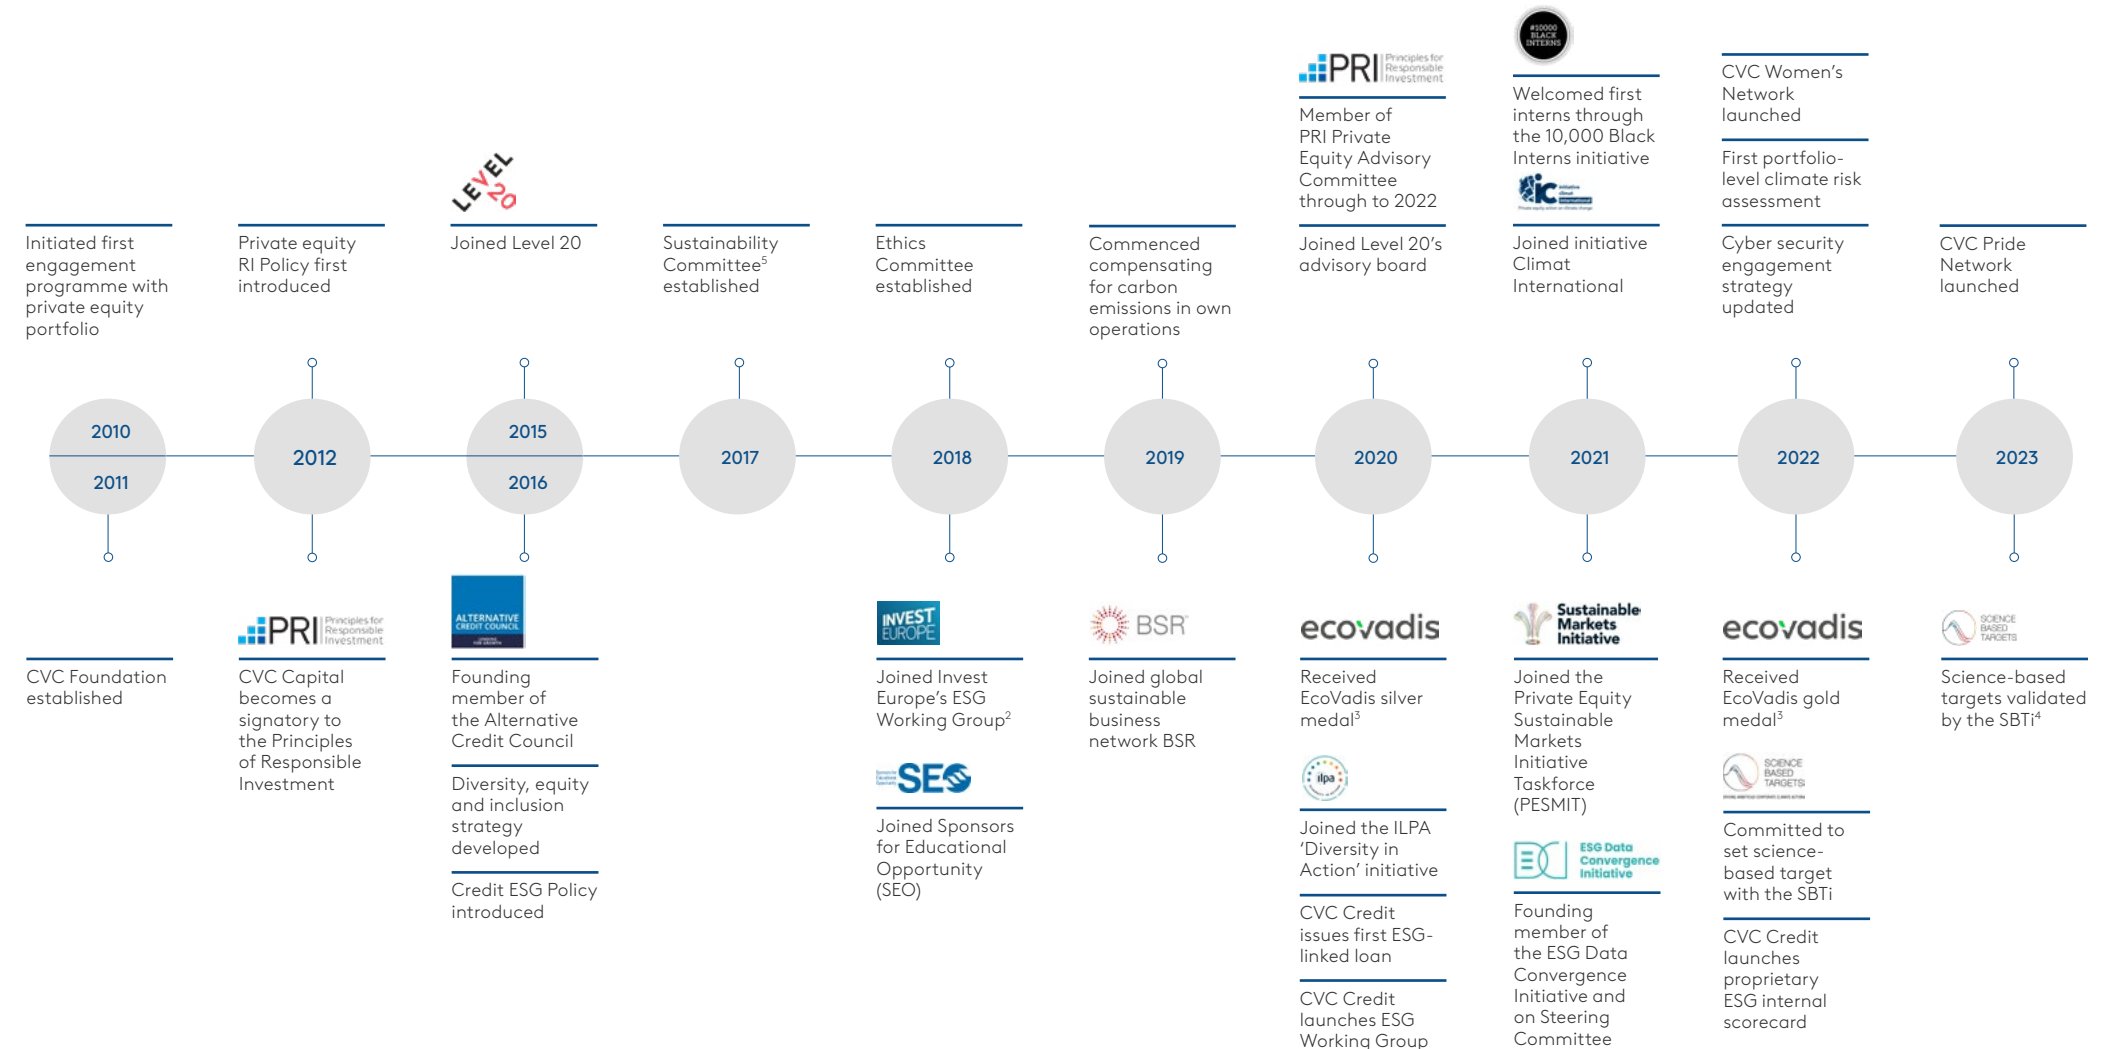 Initiated first
engagement
programme with
private equity
portfolio
2010
2011
CVC Foundation
established
Private equity
RI Policy first
introduced
2012
PRI Principles for
Responsible
Investment
CVC Capital
becomes a
signatory to
the Principles
of Responsible
Investment
LEVEL
20
Joined Level 20
2015
2016
ALTERNATIVE
CREDIT COUNCIL
Founding
member of
the Alternative
Credit Council
Diversity, equity
and inclusion
strategy
developed
Credit ESG Policy
introduced
Sustainability
Committee⁵
established
2017
Ethics
Committee
established
2018
INVEST
EUROPE
Joined Invest
Europe's ESG
Working Group²
SEO
Joined Sponsors
for Educational
Opportunity
(SEO)
Commenced
compensating
for carbon
emissions in own
operations
2019
BSR
Joined global
sustainable
business
network BSR
PRI Principles for
Responsible
Investment
Member of
PRI Private
Equity Advisory
Committee
through to 2022
Joined Level 20's
advisory board
2020
ecovadis
Received
EcoVadis silver
medal³
ilpa
Joined the ILPA
‘Diversity in
Action’ initiative
CVC Credit
issues first ESG-
linked loan
CVC Credit
launches ESG
Working Group
#10000
BLACK
INTERNS
Welcomed first
interns through
the 10,000 Black
Interns initiative
iC initiative
climat
international
Joined initiative
Climat
International
2021
Sustainable
Markets
Initiative
Joined the
Private Equity
Sustainable
Markets
Initiative
Taskforce
(PESMIT)
ESG Data
Convergence
Initiative
Founding
member of
the ESG Data
Convergence
Initiative and
on Steering
Committee
CVC Women's
Network
launched
First portfolio-
level climate risk
assessment
Cyber security
engagement
strategy
updated
2022
ecovadis
Received
EcoVadis gold
medal³
SCIENCE
BASED
TARGETS
Committed to
set science-
based target
with the SBTi
CVC Credit
launches
proprietary
ESG internal
scorecard
CVC Pride
Network
launched
2023
SCIENCE
BASED
TARGETS
Science-based
targets validated
by the SBTi⁴